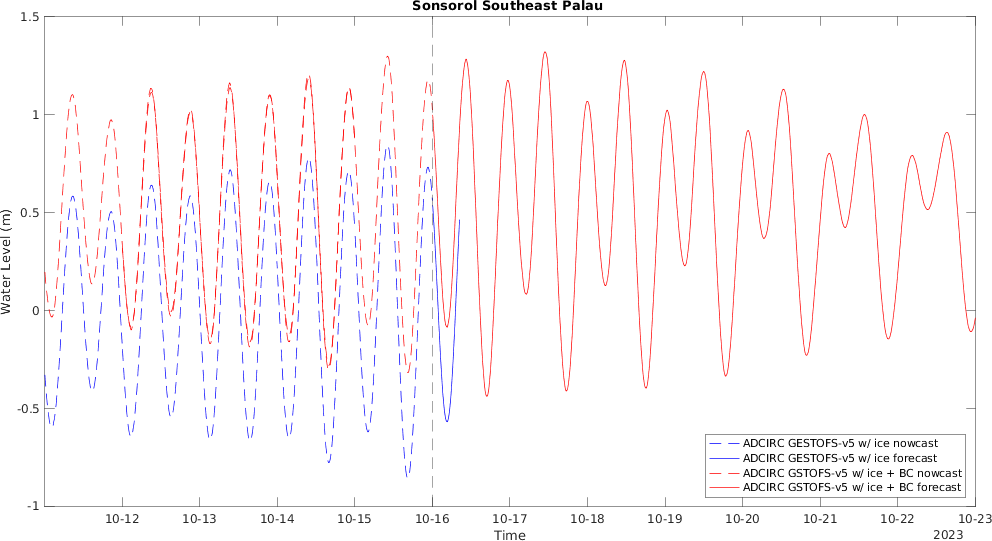 Sonsorol Southeast Palau
Water Level (m)
1.5
1
0.5
0
-0.5
-1
ADCIRC GESTOFS-v5 w/ ice nowcast
ADCIRC GESTOFS-v5 w/ ice forecast
ADCIRC GSTOFS-v5 w/ ice + BC nowcast
ADCIRC GSTOFS-v5 w/ ice + BC forecast
10-12 10-13 10-14 10-15 10-16 10-17 10-18 10-19 10-20 10-21 10-22 10-23
Time
2023